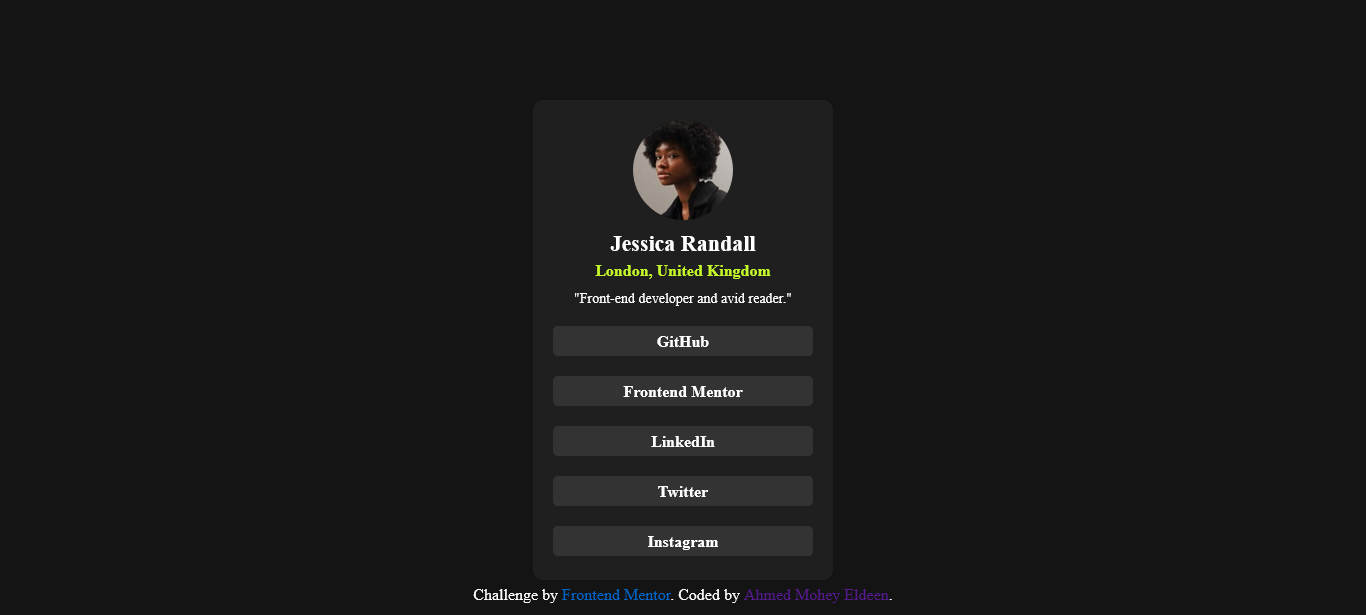 Jessica Randall
London, United Kingdom
"Front-end developer and avid reader."
GitHub
Frontend Mentor
LinkedIn
Twitter
Instagram
Challenge by Frontend Mentor. Coded by Ahmed Mohey Eldeen.